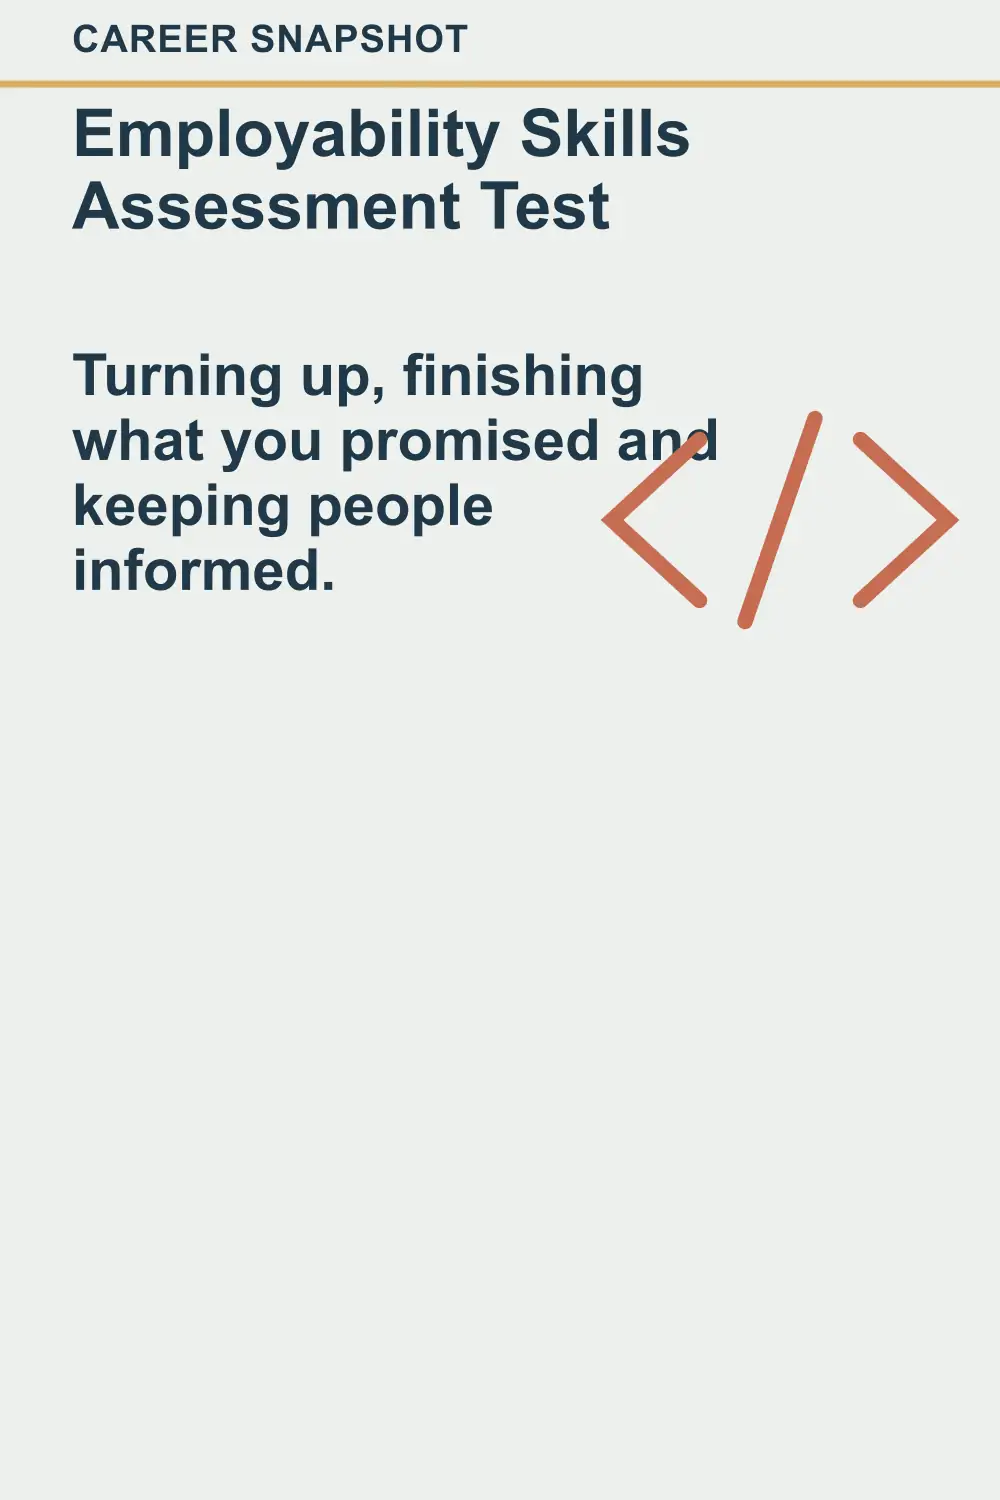 CAREER SNAPSHOT
Employability Skills
Assessment Test
Turning up, finishing
what you promised and
keeping people
informed.